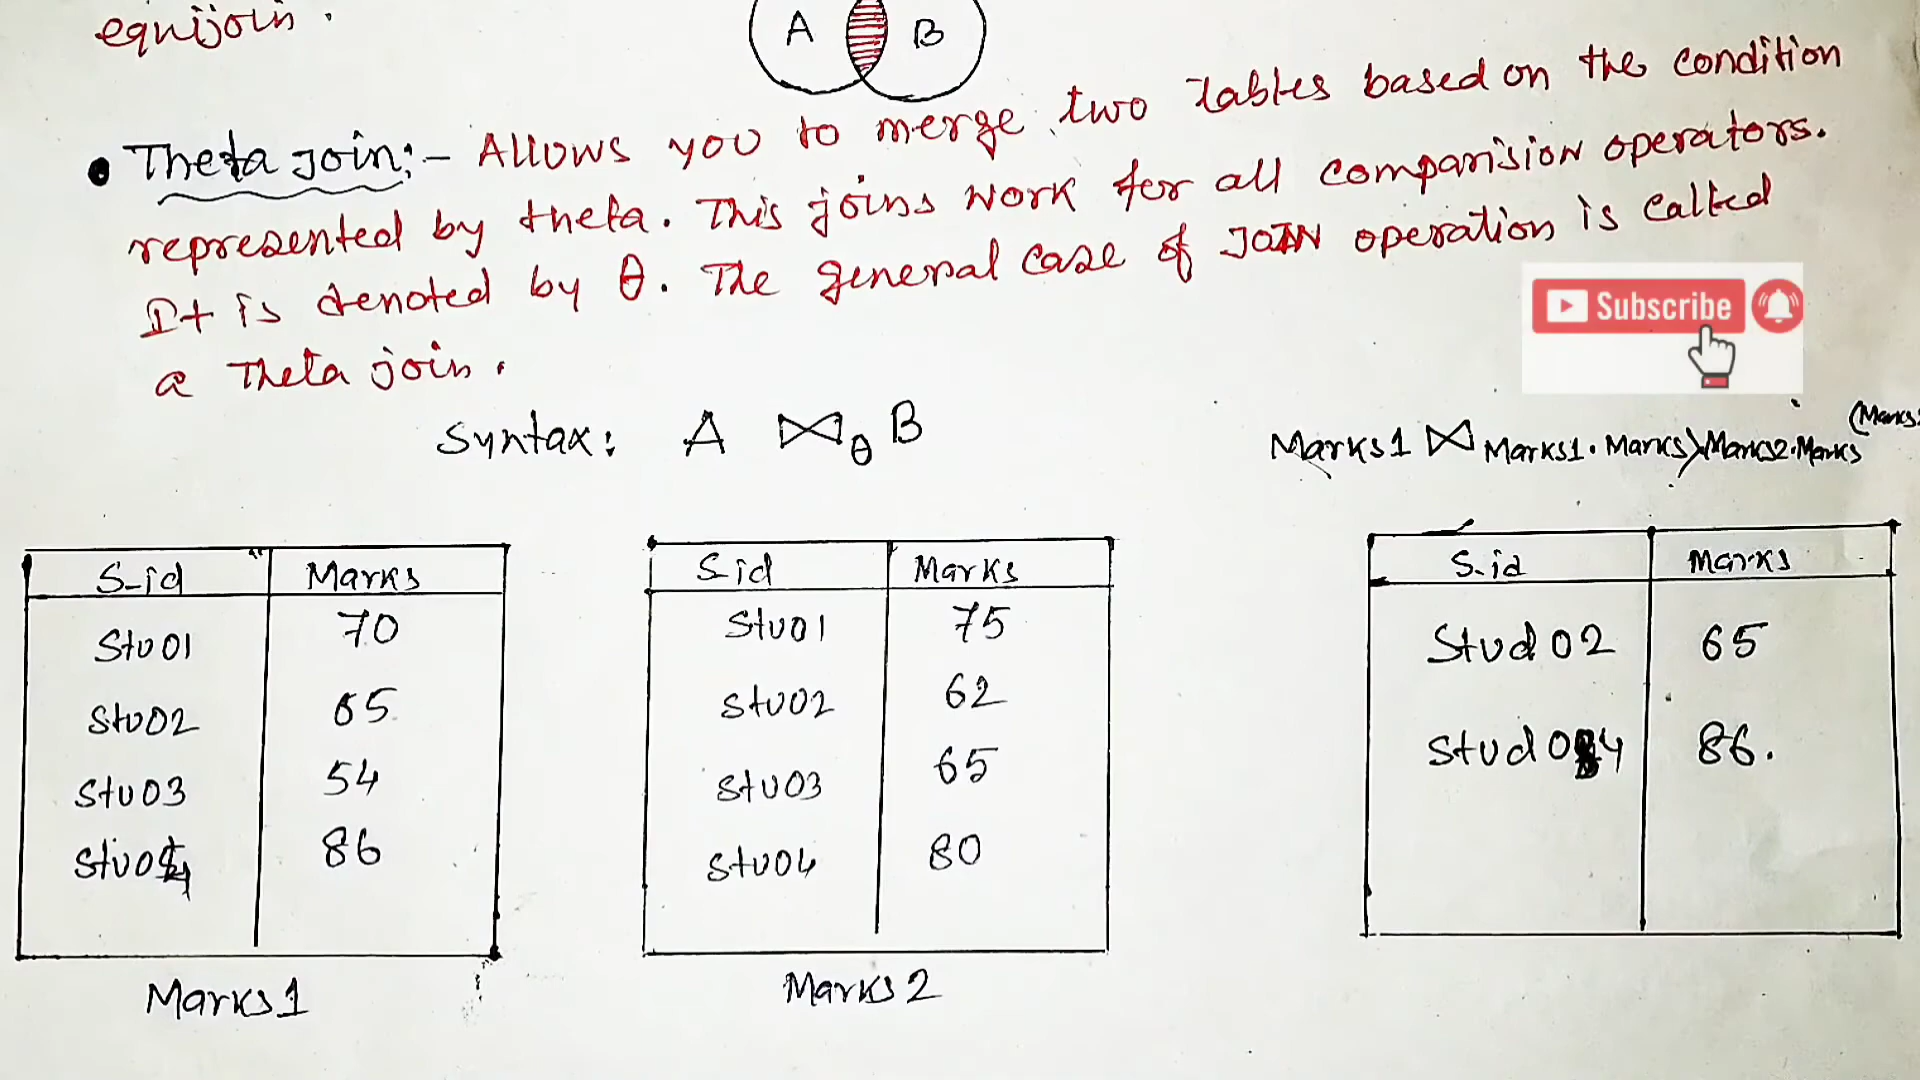 equijoin.
A B
• Theta join:- Allows you to merge two tables based on the condition
represented by theta. This joins work for all comparision operators.
It is denoted by θ. The general case of JOIN operation is called
a Theta join.
Subscribe
Syntax: A ⋈θ B
Marks1 ⋈ Marks1.Marks>Marks2.Marks (Marks
S-id Marks
Stu01 70
Stu02 65
Stu03 54
Stu04 86
Marks1
S-id Marks
Stu01 75
Stu02 62
Stu03 65
Stu04 80
Marks2
S-id Marks
Stud02 65
Stud04 86.